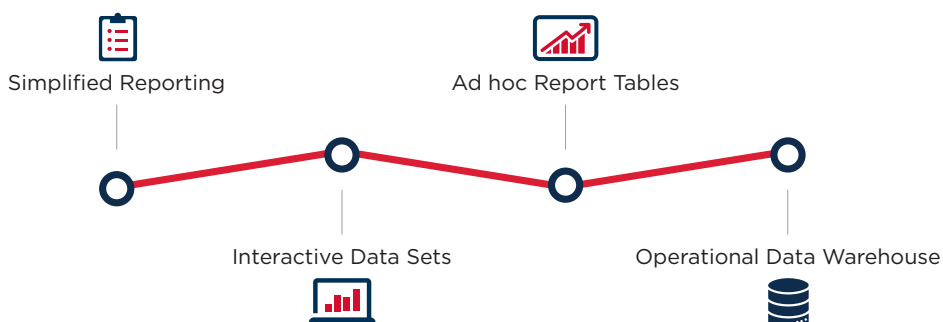 Simplified Reporting
Ad hoc Report Tables
Interactive Data Sets
Operational Data Warehouse